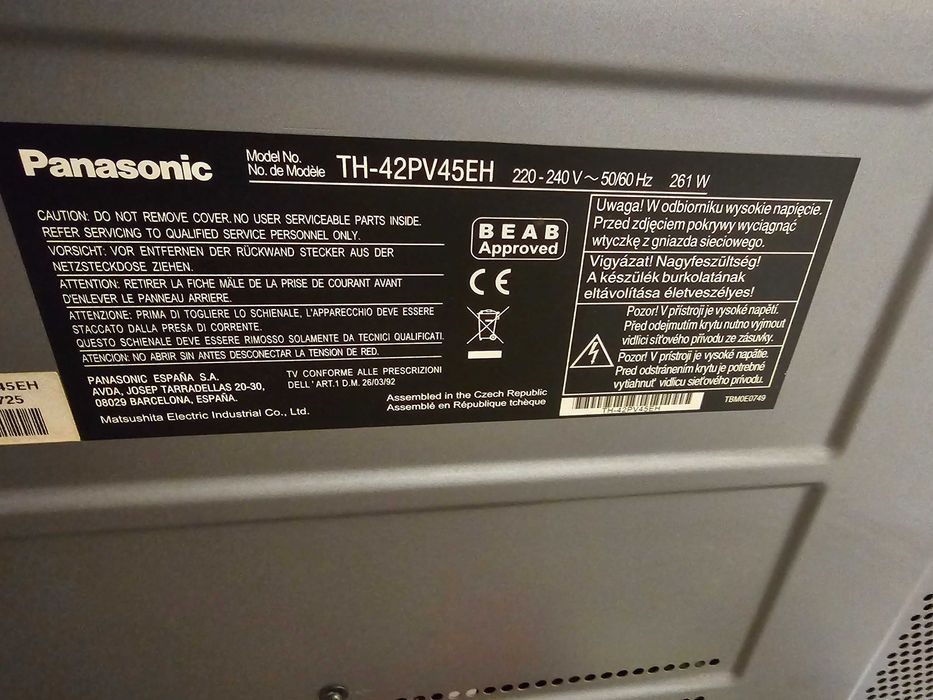 Panasonic
Model No.
No. de Modèle
TH-42PV45EH
220 - 240 V ~ 50/60 Hz 261 W
CAUTION: DO NOT REMOVE COVER. NO USER SERVICEABLE PARTS INSIDE.
REFER SERVICING TO QUALIFIED SERVICE PERSONNEL ONLY.
VORSICHT: VOR ENTFERNEN DER RÜCKWAND STECKER AUS DER
NETZSTECKDOSE ZIEHEN.
ATTENTION: RETIRER LA FICHE MÂLE DE LA PRISE DE COURANT AVANT
D'ENLEVER LE PANNEAU ARRIERE.
ATTENZIONE: PRIMA DI TOGLIERE LO SCHIENALE, L'APPARECCHIO DEVE ESSERE
STACCATO DALLA PRESA DI CORRENTE.
QUESTO SCHIENALE DEVE ESSERE RIMOSSO SOLAMENTE DA TECNICI QUALIFICATI.
ATENCION: NO ABRIR SIN ANTES DESCONECTAR LA TENSION DE RED.
PANASONIC ESPAÑA S.A.
AVDA, JOSEP TARRADELLAS 20-30,
08029 BARCELONA, ESPAÑA.
Matsushita Electric Industrial Co., Ltd.
TV CONFORME ALLE PRESCRIZIONI
DELL' ART.1 D.M. 26/03/92
Assembled in the Czech Republic
Assemblé en République tchèque
BEAB
Approved
CE
Uwaga! W odbiorniku wysokie napięcie.
Przed zdjęciem pokrywy wyciągnąć
wtyczkę z gniazda sieciowego.
Vigyázat! Nagyfeszültség!
A készülék burkolatának
eltávolítása életveszélyes!
Pozor! V přístroji je vysoké napětí.
Před odejmutím krytu nutno vyjmout
vidlici síťového přívodu ze zásuvky.
Pozor! V prístroji je vysoké napätie.
Pred odstránením krytu je potrebné
vytiahnuť vidlicu sieťového prívodu.
TH-42PV45EH
TBM0E0749
45EH
725